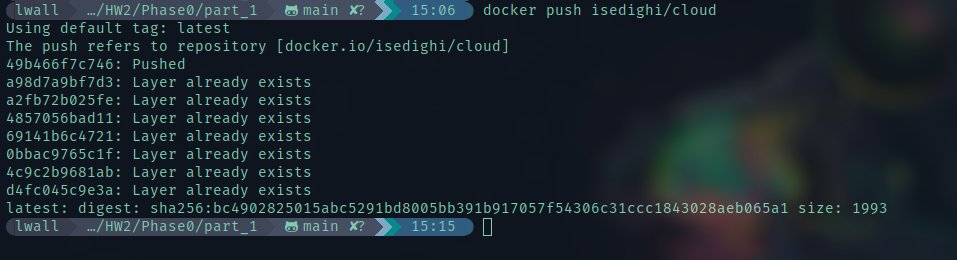 lwall …/HW2/Phase0/part_1 main ✘? 15:06 docker push isedighi/cloud
Using default tag: latest
The push refers to repository [docker.io/isedighi/cloud]
49b466f7c746: Pushed
a98d7a9bf7d3: Layer already exists
a2fb72b025fe: Layer already exists
4857056bad11: Layer already exists
69141b6c4721: Layer already exists
0bbac9765c1f: Layer already exists
4c9c2b9681ab: Layer already exists
d4fc045c9e3a: Layer already exists
latest: digest: sha256:bc4902825015abc5291bd8005bb391b917057f54306c31ccc1843028aeb065a1 size: 1993
lwall …/HW2/Phase0/part_1 main ✘? 15:15